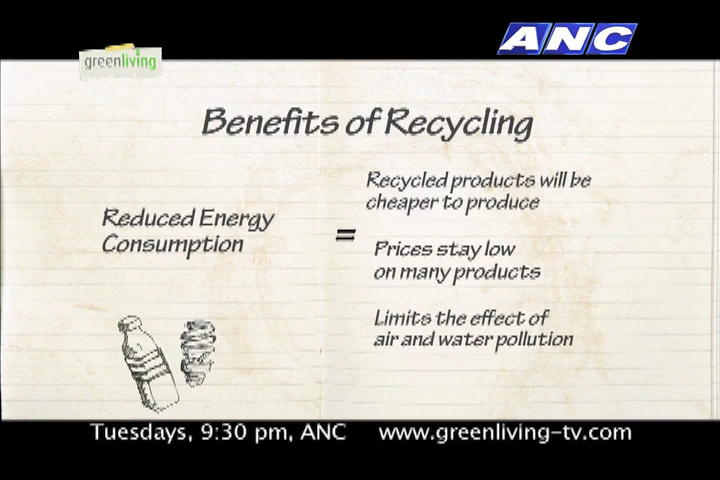 ANC
greenliving
Benefits of Recycling
Reduced Energy
Consumption
=
Recycled products will be
cheaper to produce
Prices stay low
on many products
Limits the effect of
air and water pollution
Tuesdays, 9:30 pm, ANC www.greenliving-tv.com